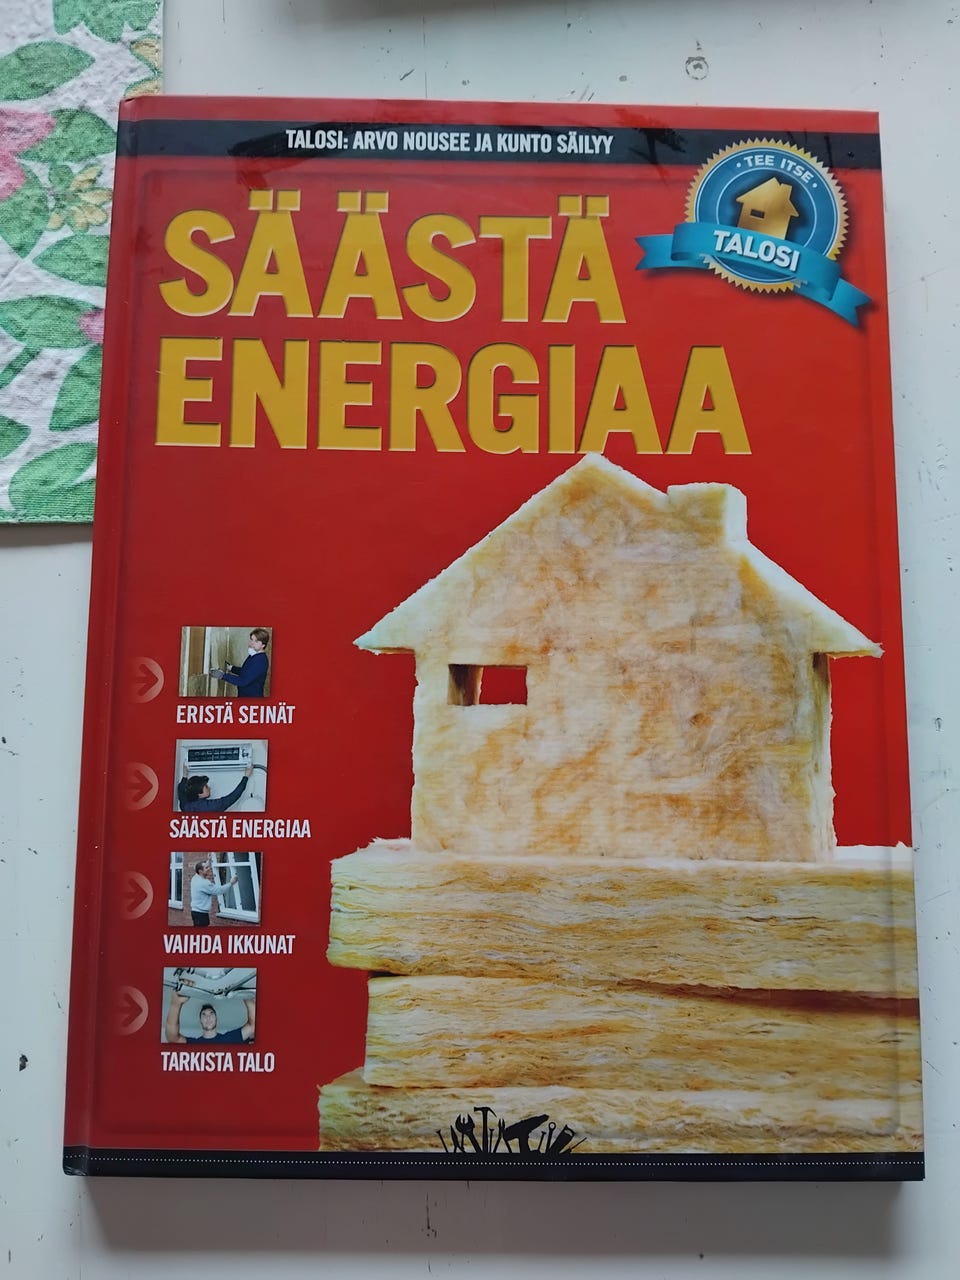 TALOSI: ARVO NOUSEE JA KUNTO SÄILYY
• TEE ITSE •
TALOSI
SÄÄSTÄ
ENERGIAA
ERISTÄ SEINÄT
SÄÄSTÄ ENERGIAA
VAIHDA IKKUNAT
TARKISTA TALO